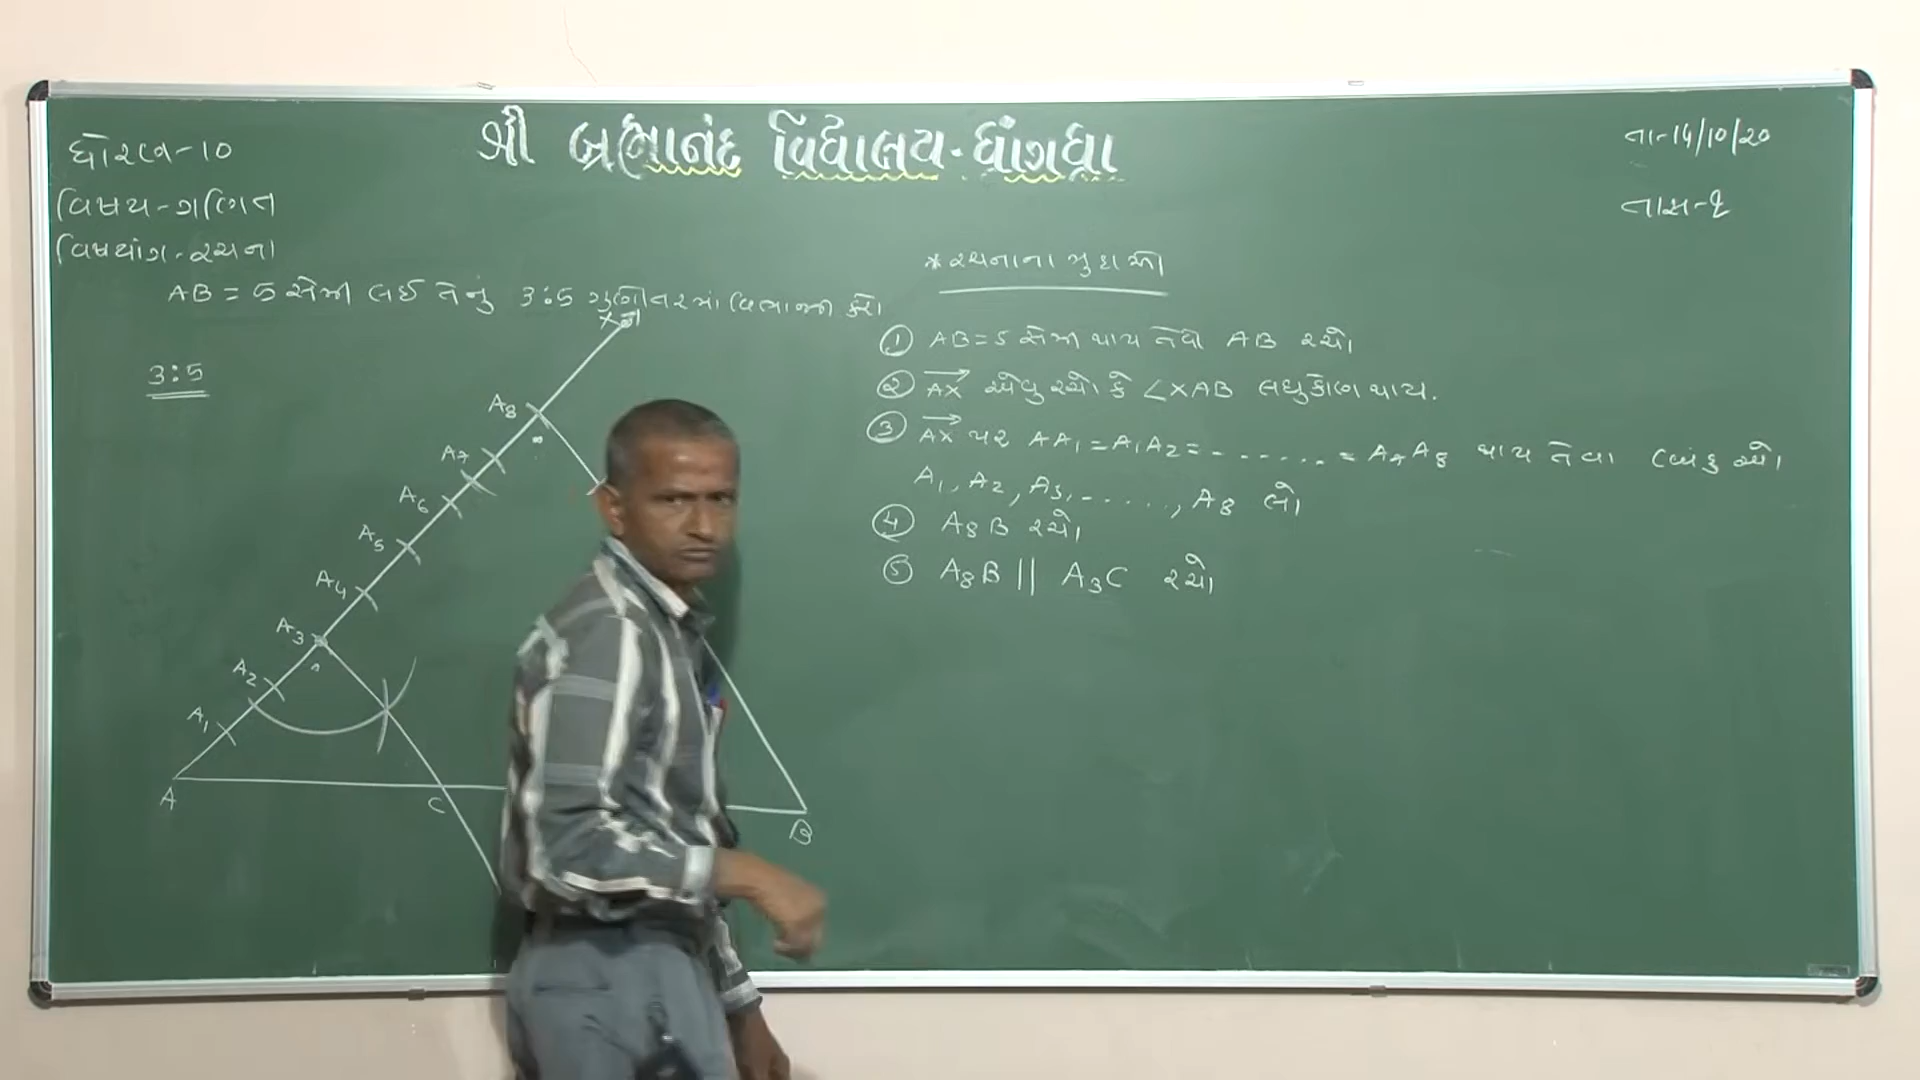 શ્રી બ્રહ્માનંદ વિદ્યાલય-ધ્રાંગધ્રા
ધોરણ-10
વિષય-ગણિત
વિષયાંગ-રચના
તા-14/10/20
તાસ-૧
AB = 5 સેમી લઈ તેનું 3:5 ગુણોત્તરમાં વિભાજન કરો
3:5
* રચનાના મુદ્દાઓ
① AB=5 સેમી થાય તેવો AB રચો
② AX એવું રચો કે ∠XAB લઘુકોણ થાય.
③ AX પર AA₁=A₁A₂=.......=A₇A₈ થાય તેવા બિંદુઓ
A₁, A₂, A₃, ......, A₈ લો
④ A₈B રચો
⑤ A₈B || A₃C રચો
X
A₈
A₇
A₆
A₅
A₄
A₃
A₂
A₁
A
C
B